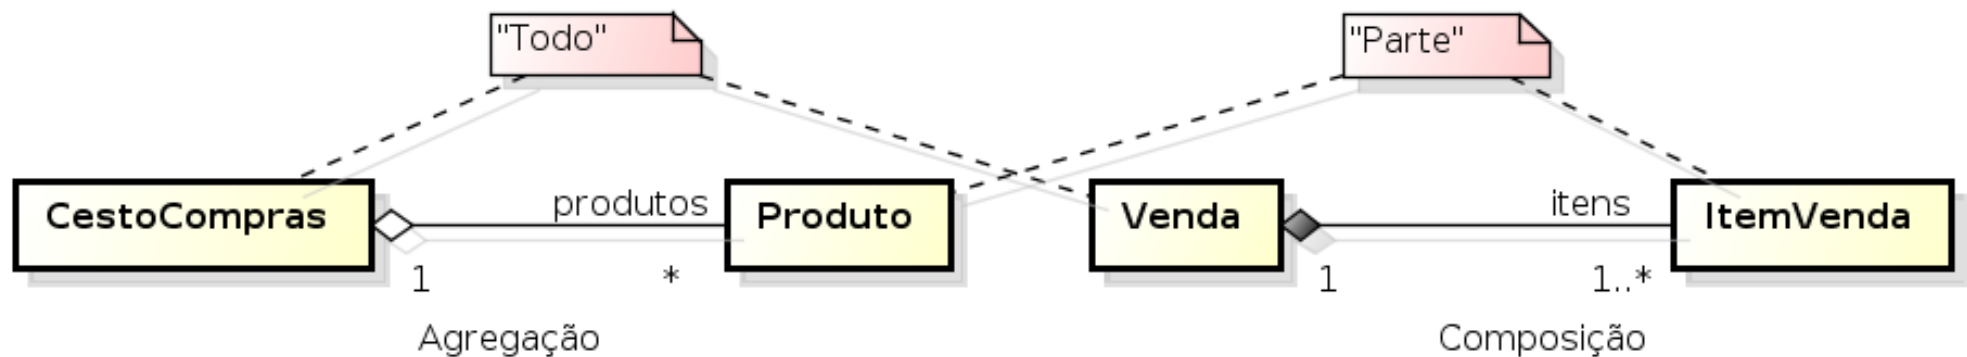 "Todo"
"Parte"
CestoCompras
produtos
Produto
Venda
itens
ItemVenda
1
*
1
1..*
Agregação
Composição